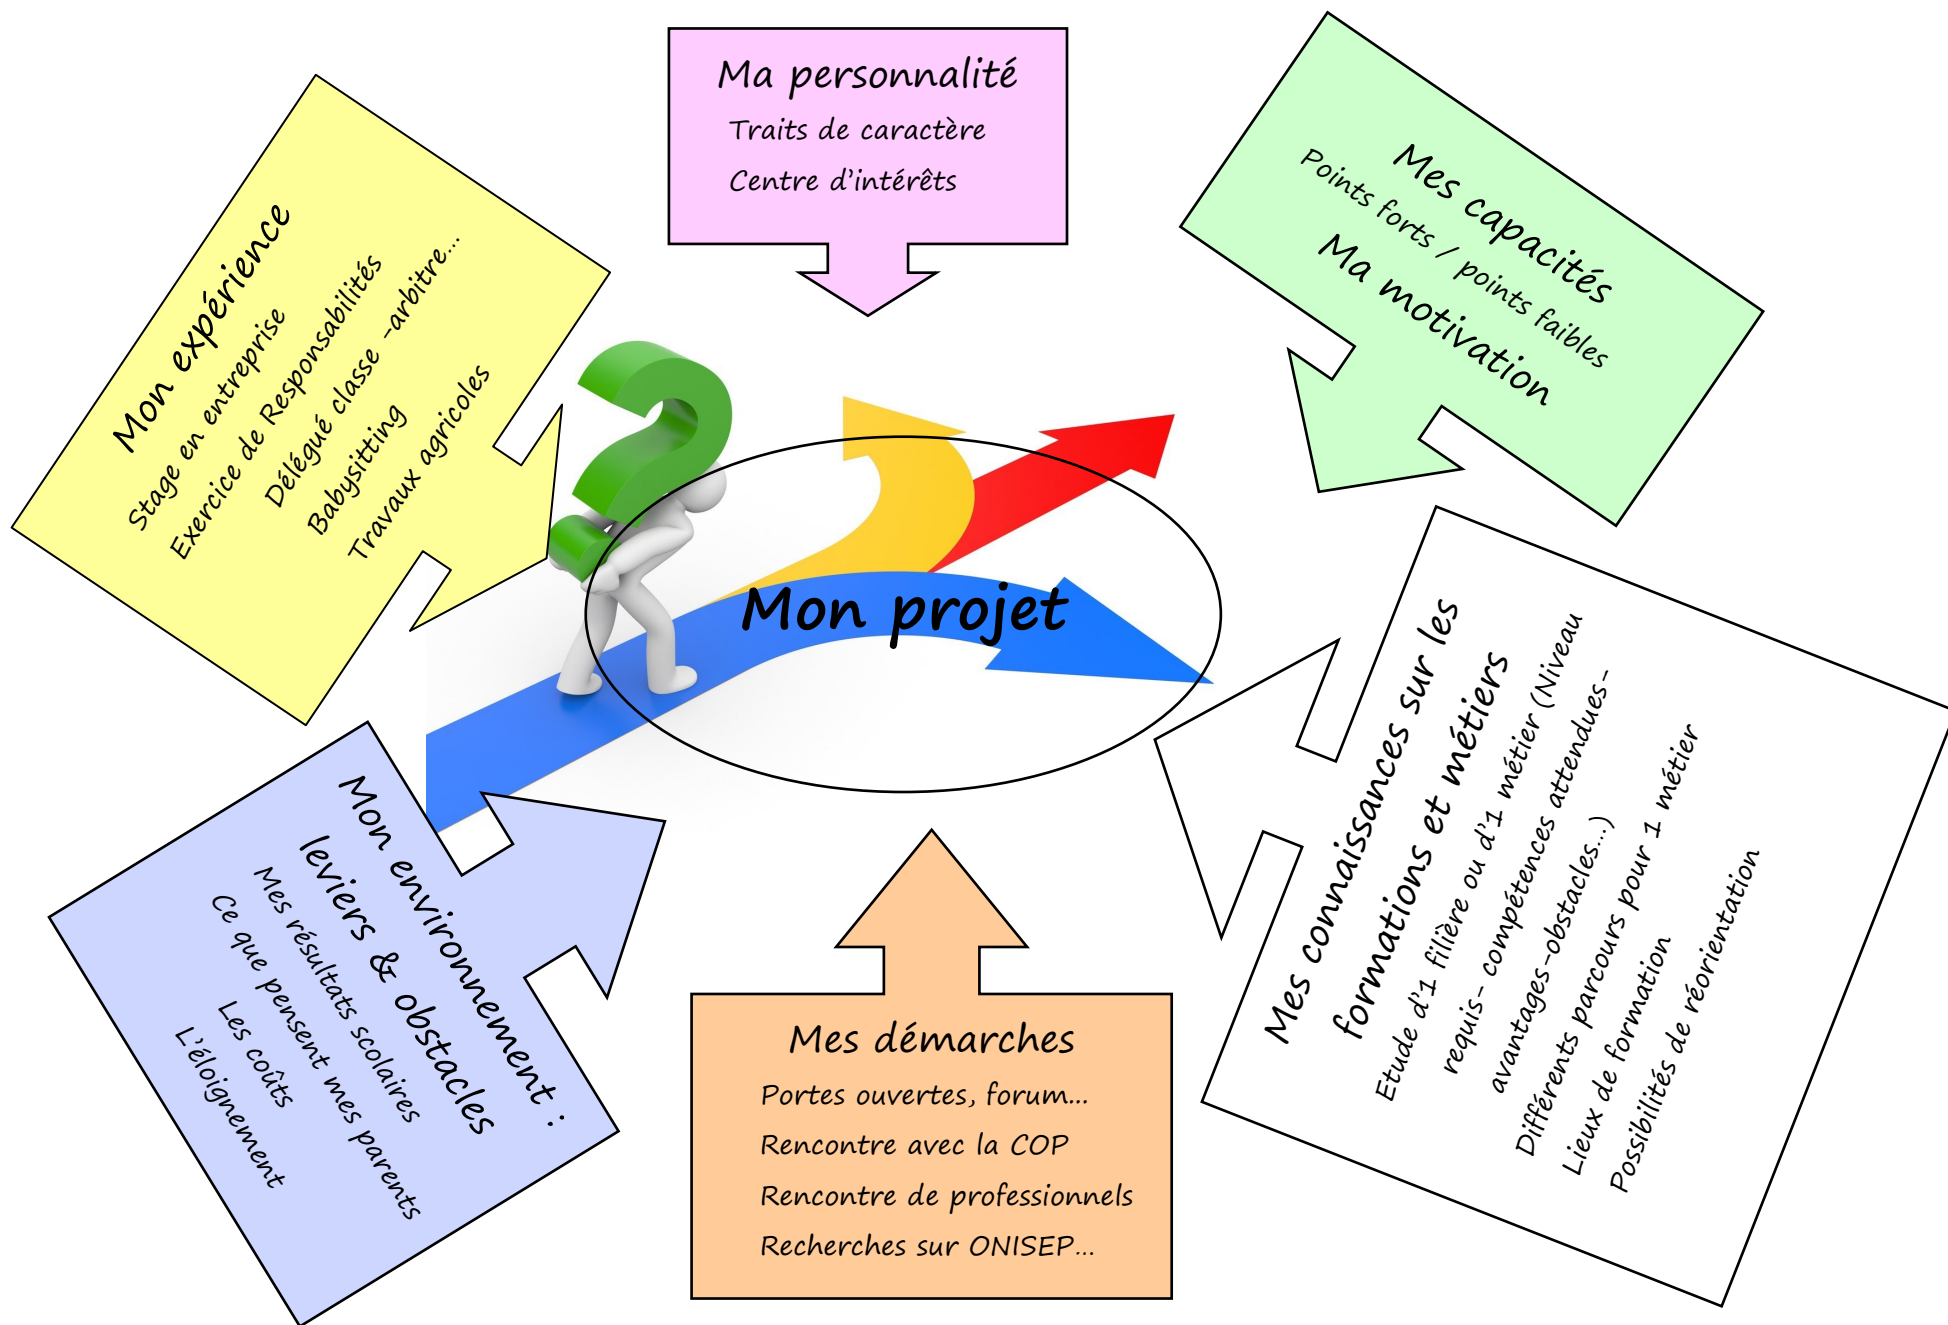 Ma personnalité
Traits de caractère
Centre d'intérêts
Mon expérience
Stage en entreprise
Exercice de Responsabilités
Délégué classe -arbitre...
Babysitting
Travaux agricoles
Mes capacités
Points forts / points faibles
Ma motivation
Mon projet
Mon environnement :
leviers & obstacles
Mes résultats scolaires
Ce que pensent mes parents
Les coûts
L'éloignement
Mes démarches
Portes ouvertes, forum...
Rencontre avec la COP
Rencontre de professionnels
Recherches sur ONISEP...
Mes connaissances sur les
formations et métiers
Etude d'1 filière ou d'1 métier (Niveau
requis- compétences attendues-
avantages-obstacles...)
Différents parcours pour 1 métier
Lieux de formation
Possibilités de réorientation